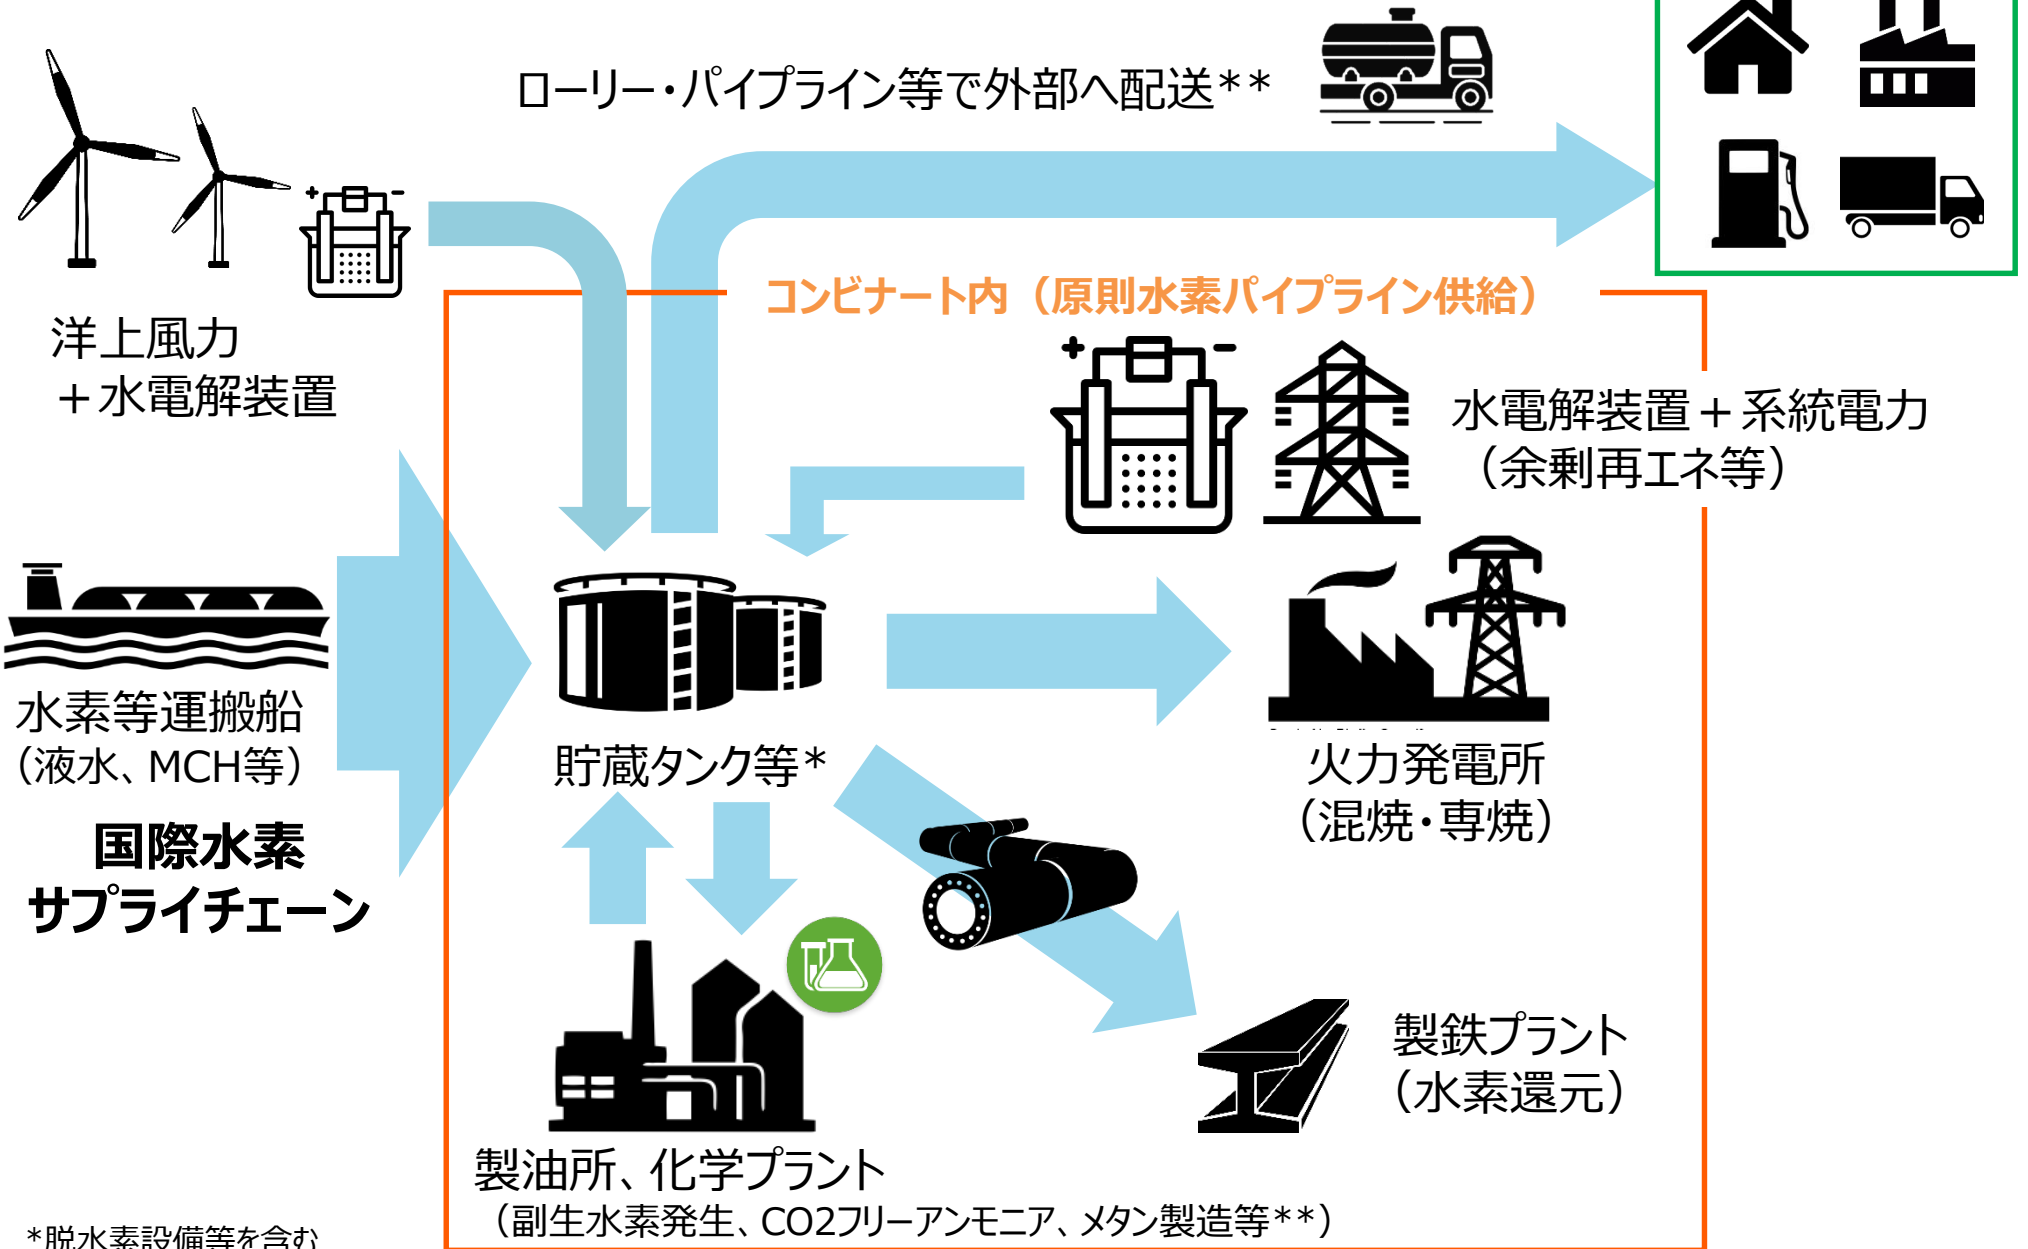 ローリー・パイプライン等で外部へ配送**
洋上風力
＋水電解装置
コンビナート内（原則水素パイプライン供給）
水電解装置＋系統電力
（余剰再エネ等）
水素等運搬船
（液水、MCH等）
国際水素
サプライチェーン
貯蔵タンク等*
火力発電所
（混焼・専焼）
製鉄プラント
（水素還元）
製油所、化学プラント
（副生水素発生、CO2フリーアンモニア、メタン製造等**）
*脱水素設備等を含む